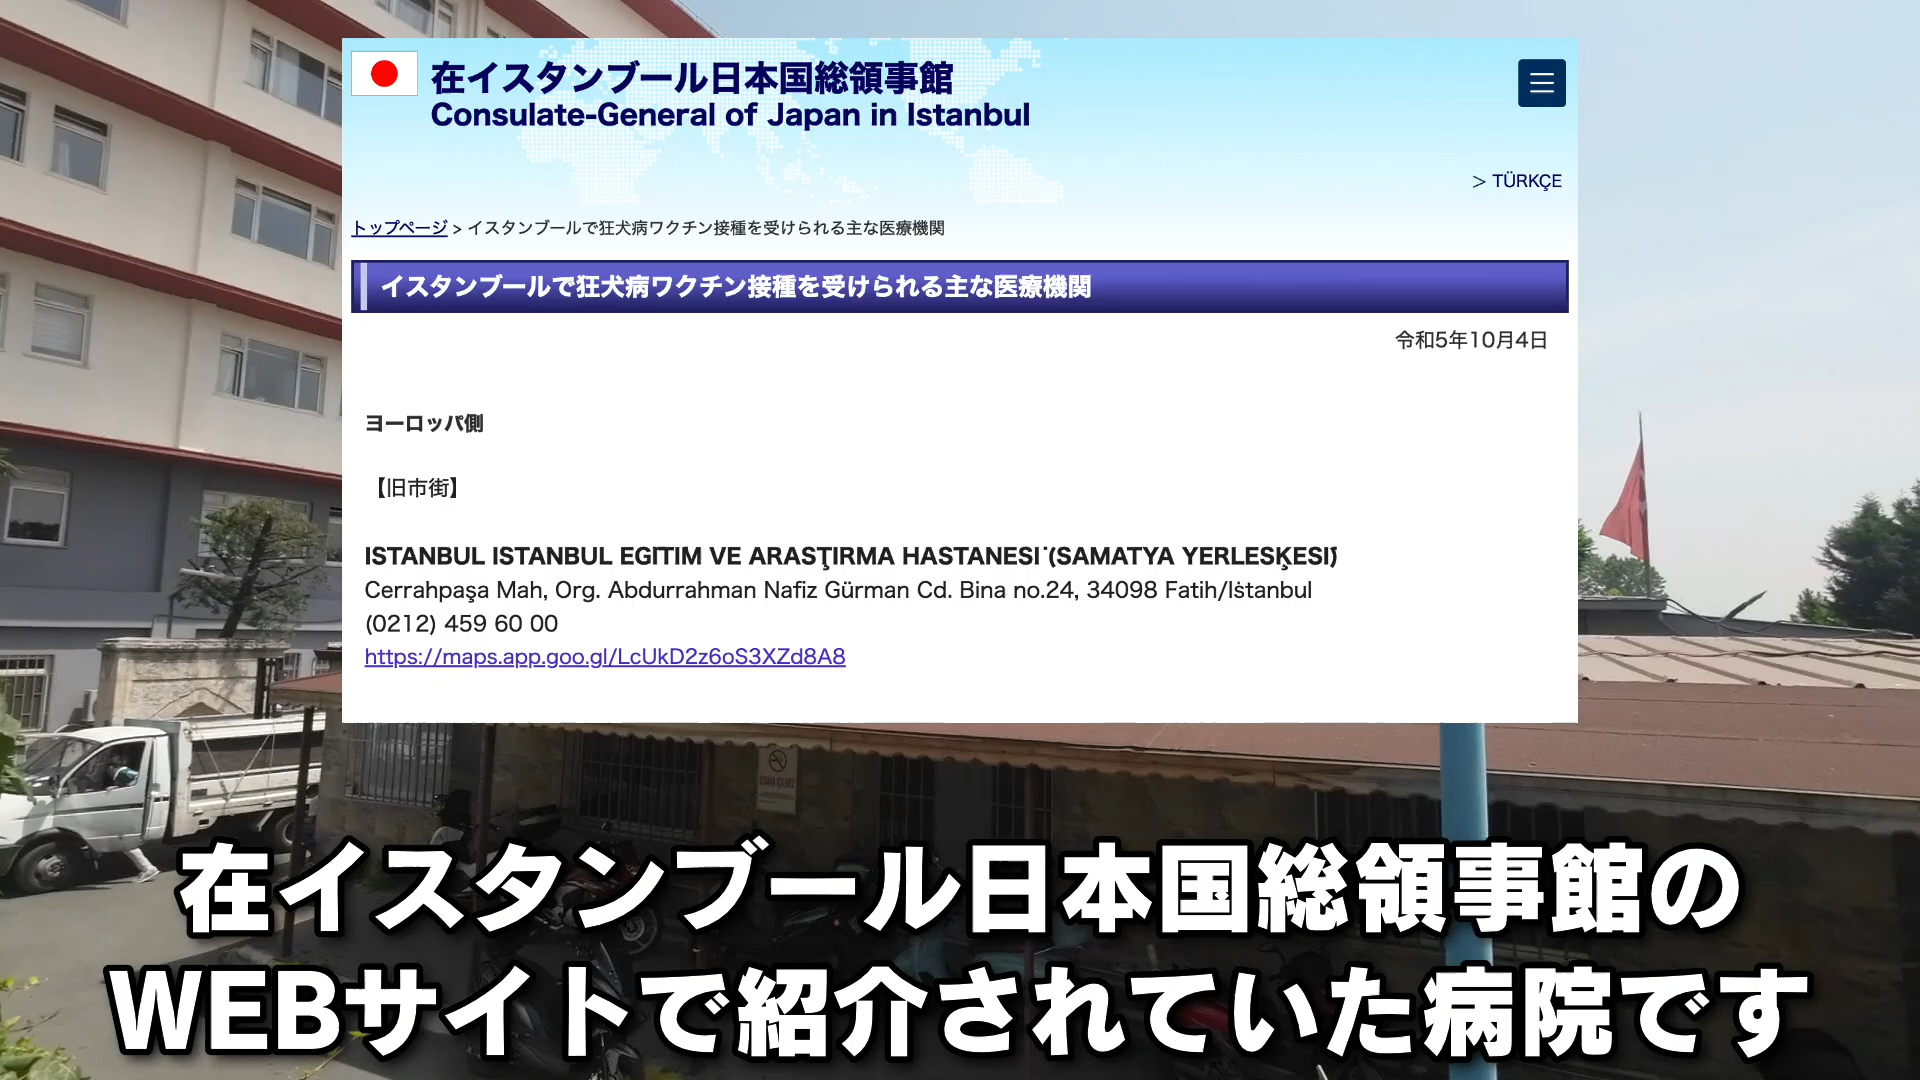 在イスタンブール日本国総領事館
Consulate-General of Japan in Istanbul
> TÜRKÇE
トップページ > イスタンブールで狂犬病ワクチン接種を受けられる主な医療機関
イスタンブールで狂犬病ワクチン接種を受けられる主な医療機関
令和5年10月4日
ヨーロッパ側
【旧市街】
ISTANBUL ISTANBUL EGİTIM VE ARASŢIRMA HASTANESİ (SAMATYA YERLESĶESİ)
Cerrahpaşa Mah, Org. Abdurrahman Nafiz Gürman Cd. Bina no.24, 34098 Fatih/İstanbul
(0212) 459 60 00
https://maps.app.goo.gl/LcUkD2z6oS3XZd8A8
在イスタンブール日本国総領事館の
WEBサイトで紹介されていた病院です